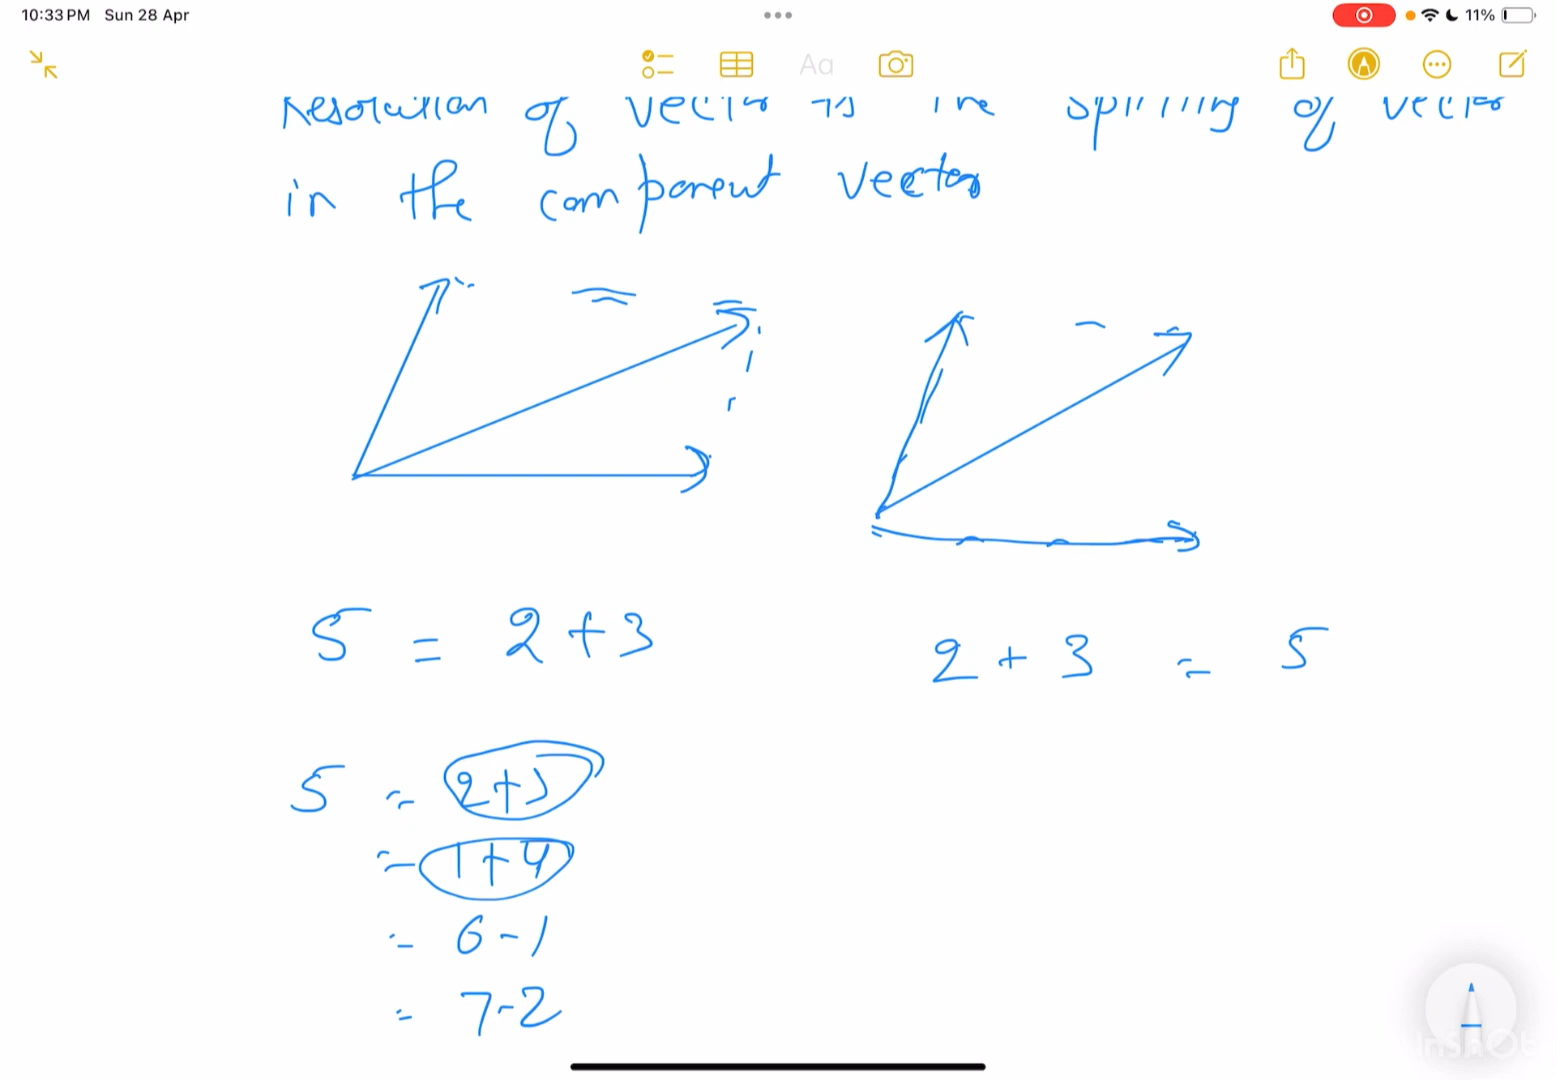 10:33 PM Sun 28 Apr
11%
Aa
Resolution of vector is the splitting of vector
in the component vector
5 = 2 + 3
2 + 3 = 5
5 = 2+3
= 1+4
= 6-1
= 7-2
InShOt